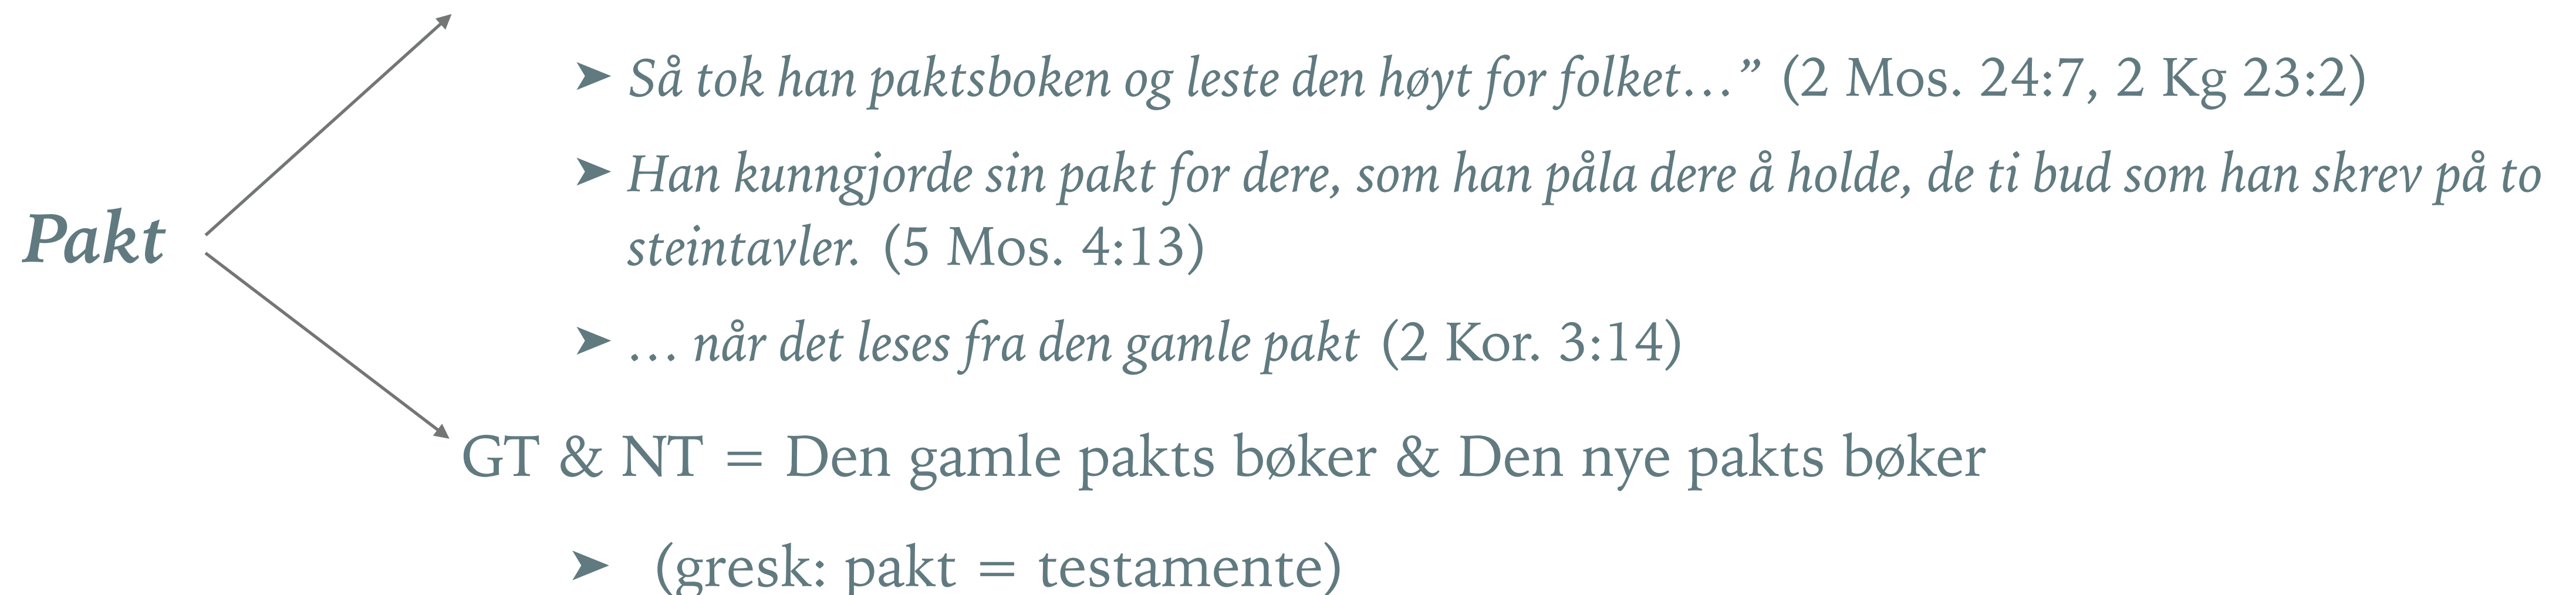 ➤ Så tok han paktsboken og leste den høyt for folket…” (2 Mos. 24:7, 2 Kg 23:2)
➤ Han kunngjorde sin pakt for dere, som han påla dere å holde, de ti bud som han skrev på to
Pakt
steintavler. (5 Mos. 4:13)
➤ … når det leses fra den gamle pakt (2 Kor. 3:14)
GT & NT = Den gamle pakts bøker & Den nye pakts bøker
➤ (gresk: pakt = testamente)